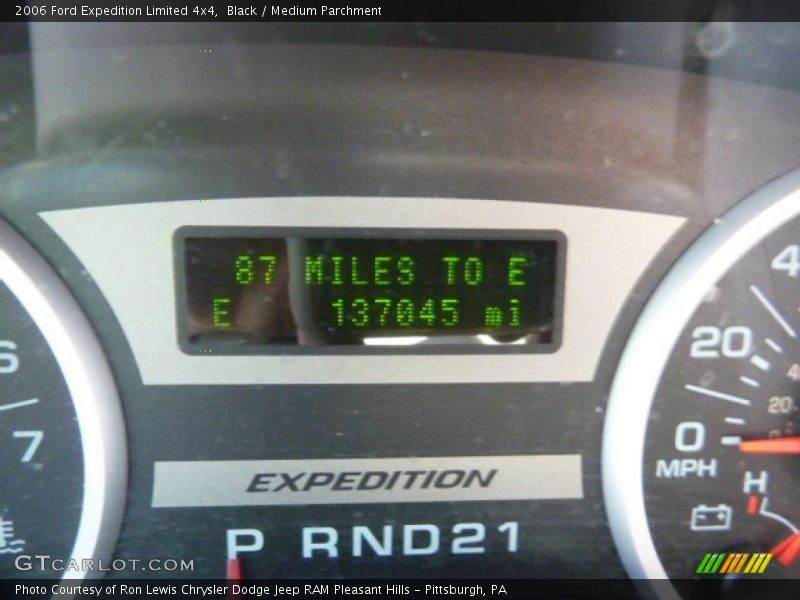 2006 Ford Expedition Limited 4x4, Black / Medium Parchment
87 MILES TO E
E 137045 mi
6
7
4
20
40
20
0
MPH
H
EXPEDITION
P RND21
GTCARLOT.COM
Photo Courtesy of Ron Lewis Chrysler Dodge Jeep RAM Pleasant Hills - Pittsburgh, PA